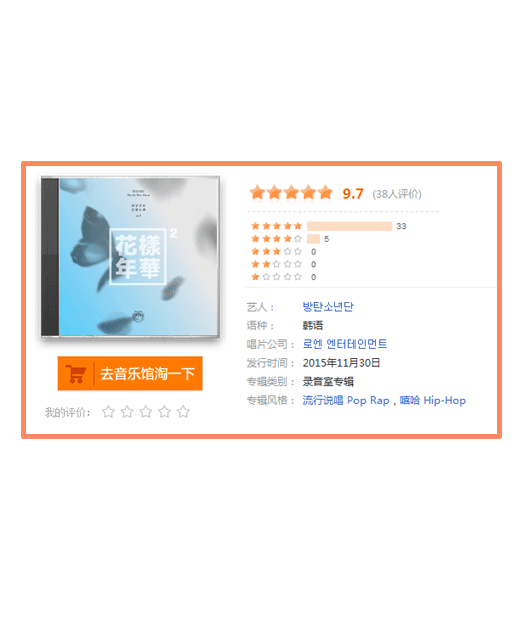 花樣
年華
2
去音乐馆淘一下
我的评价:
9.7 (38人评价)
33
5
0
0
0
艺人： 방탄소년단
语种： 韩语
唱片公司： 로엔 엔터테인먼트
发行时间： 2015年11月30日
专辑类别： 录音室专辑
专辑风格： 流行说唱 Pop Rap , 嘻哈 Hip-Hop